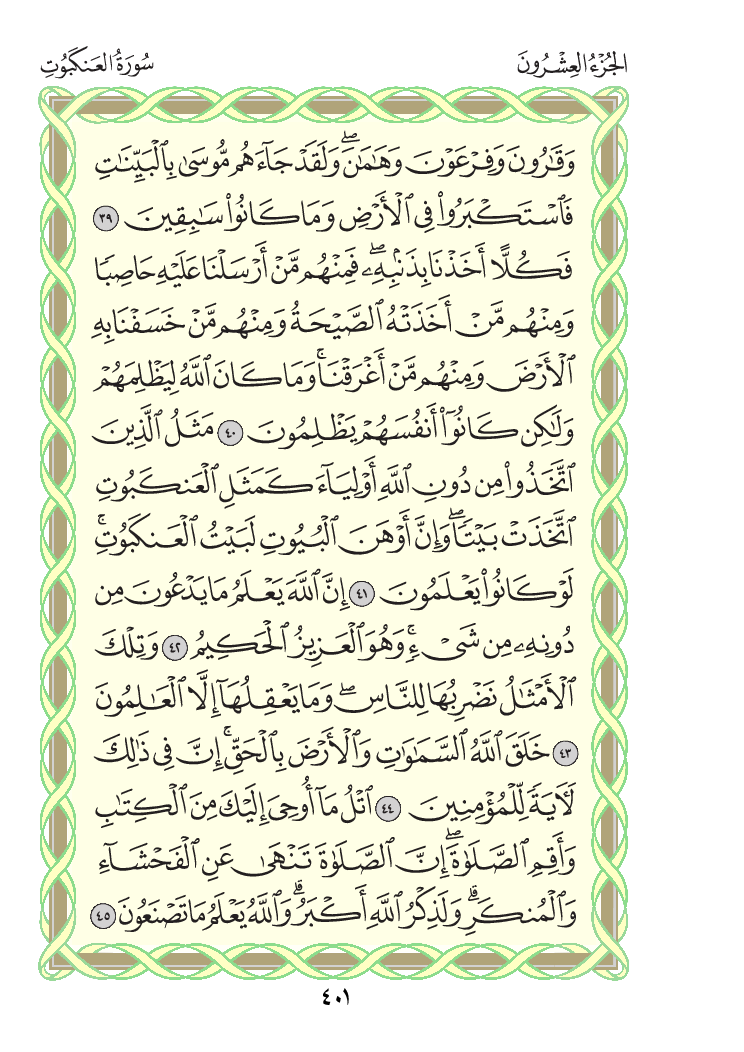 الجُزْءُ العِشْرُونَ
سُورَةُ العَنكَبُوتِ
وَقَٰرُونَ وَفِرْعَوْنَ وَهَٰمَٰنَۖ وَلَقَدْ جَآءَهُم مُّوسَىٰ بِٱلْبَيِّنَٰتِ
فَٱسْتَكْبَرُوا۟ فِى ٱلْأَرْضِ وَمَا كَانُوا۟ سَٰبِقِينَ ٣٩
فَكُلًّا أَخَذْنَا بِذَنۢبِهِۦۖ فَمِنْهُم مَّنْ أَرْسَلْنَا عَلَيْهِ حَاصِبًا
وَمِنْهُم مَّنْ أَخَذَتْهُ ٱلصَّيْحَةُ وَمِنْهُم مَّنْ خَسَفْنَا بِهِ
ٱلْأَرْضَ وَمِنْهُم مَّنْ أَغْرَقْنَاۚ وَمَا كَانَ ٱللَّهُ لِيَظْلِمَهُمْ
وَلَٰكِن كَانُوٓا۟ أَنفُسَهُمْ يَظْلِمُونَ ٤٠ مَثَلُ ٱلَّذِينَ
ٱتَّخَذُوا۟ مِن دُونِ ٱللَّهِ أَوْلِيَآءَ كَمَثَلِ ٱلْعَنكَبُوتِ
ٱتَّخَذَتْ بَيْتًاۖ وَإِنَّ أَوْهَنَ ٱلْبُيُوتِ لَبَيْتُ ٱلْعَنكَبُوتِۚ
لَوْ كَانُوا۟ يَعْلَمُونَ ٤١ إِنَّ ٱللَّهَ يَعْلَمُ مَا يَدْعُونَ مِن
دُونِهِۦ مِن شَىْءٍۚ وَهُوَ ٱلْعَزِيزُ ٱلْحَكِيمُ ٤٢ وَتِلْكَ
ٱلْأَمْثَٰلُ نَضْرِبُهَا لِلنَّاسِۖ وَمَا يَعْقِلُهَآ إِلَّا ٱلْعَٰلِمُونَ
٤٣ خَلَقَ ٱللَّهُ ٱلسَّمَٰوَٰتِ وَٱلْأَرْضَ بِٱلْحَقِّۚ إِنَّ فِى ذَٰلِكَ
لَءَايَةً لِّلْمُؤْمِنِينَ ٤٤ ٱتْلُ مَآ أُوحِىَ إِلَيْكَ مِنَ ٱلْكِتَٰبِ
وَأَقِمِ ٱلصَّلَوٰةَۖ إِنَّ ٱلصَّلَوٰةَ تَنْهَىٰ عَنِ ٱلْفَحْشَآءِ
وَٱلْمُنكَرِۗ وَلَذِكْرُ ٱللَّهِ أَكْبَرُۗ وَٱللَّهُ يَعْلَمُ مَا تَصْنَعُونَ ٤٥
٤٠١